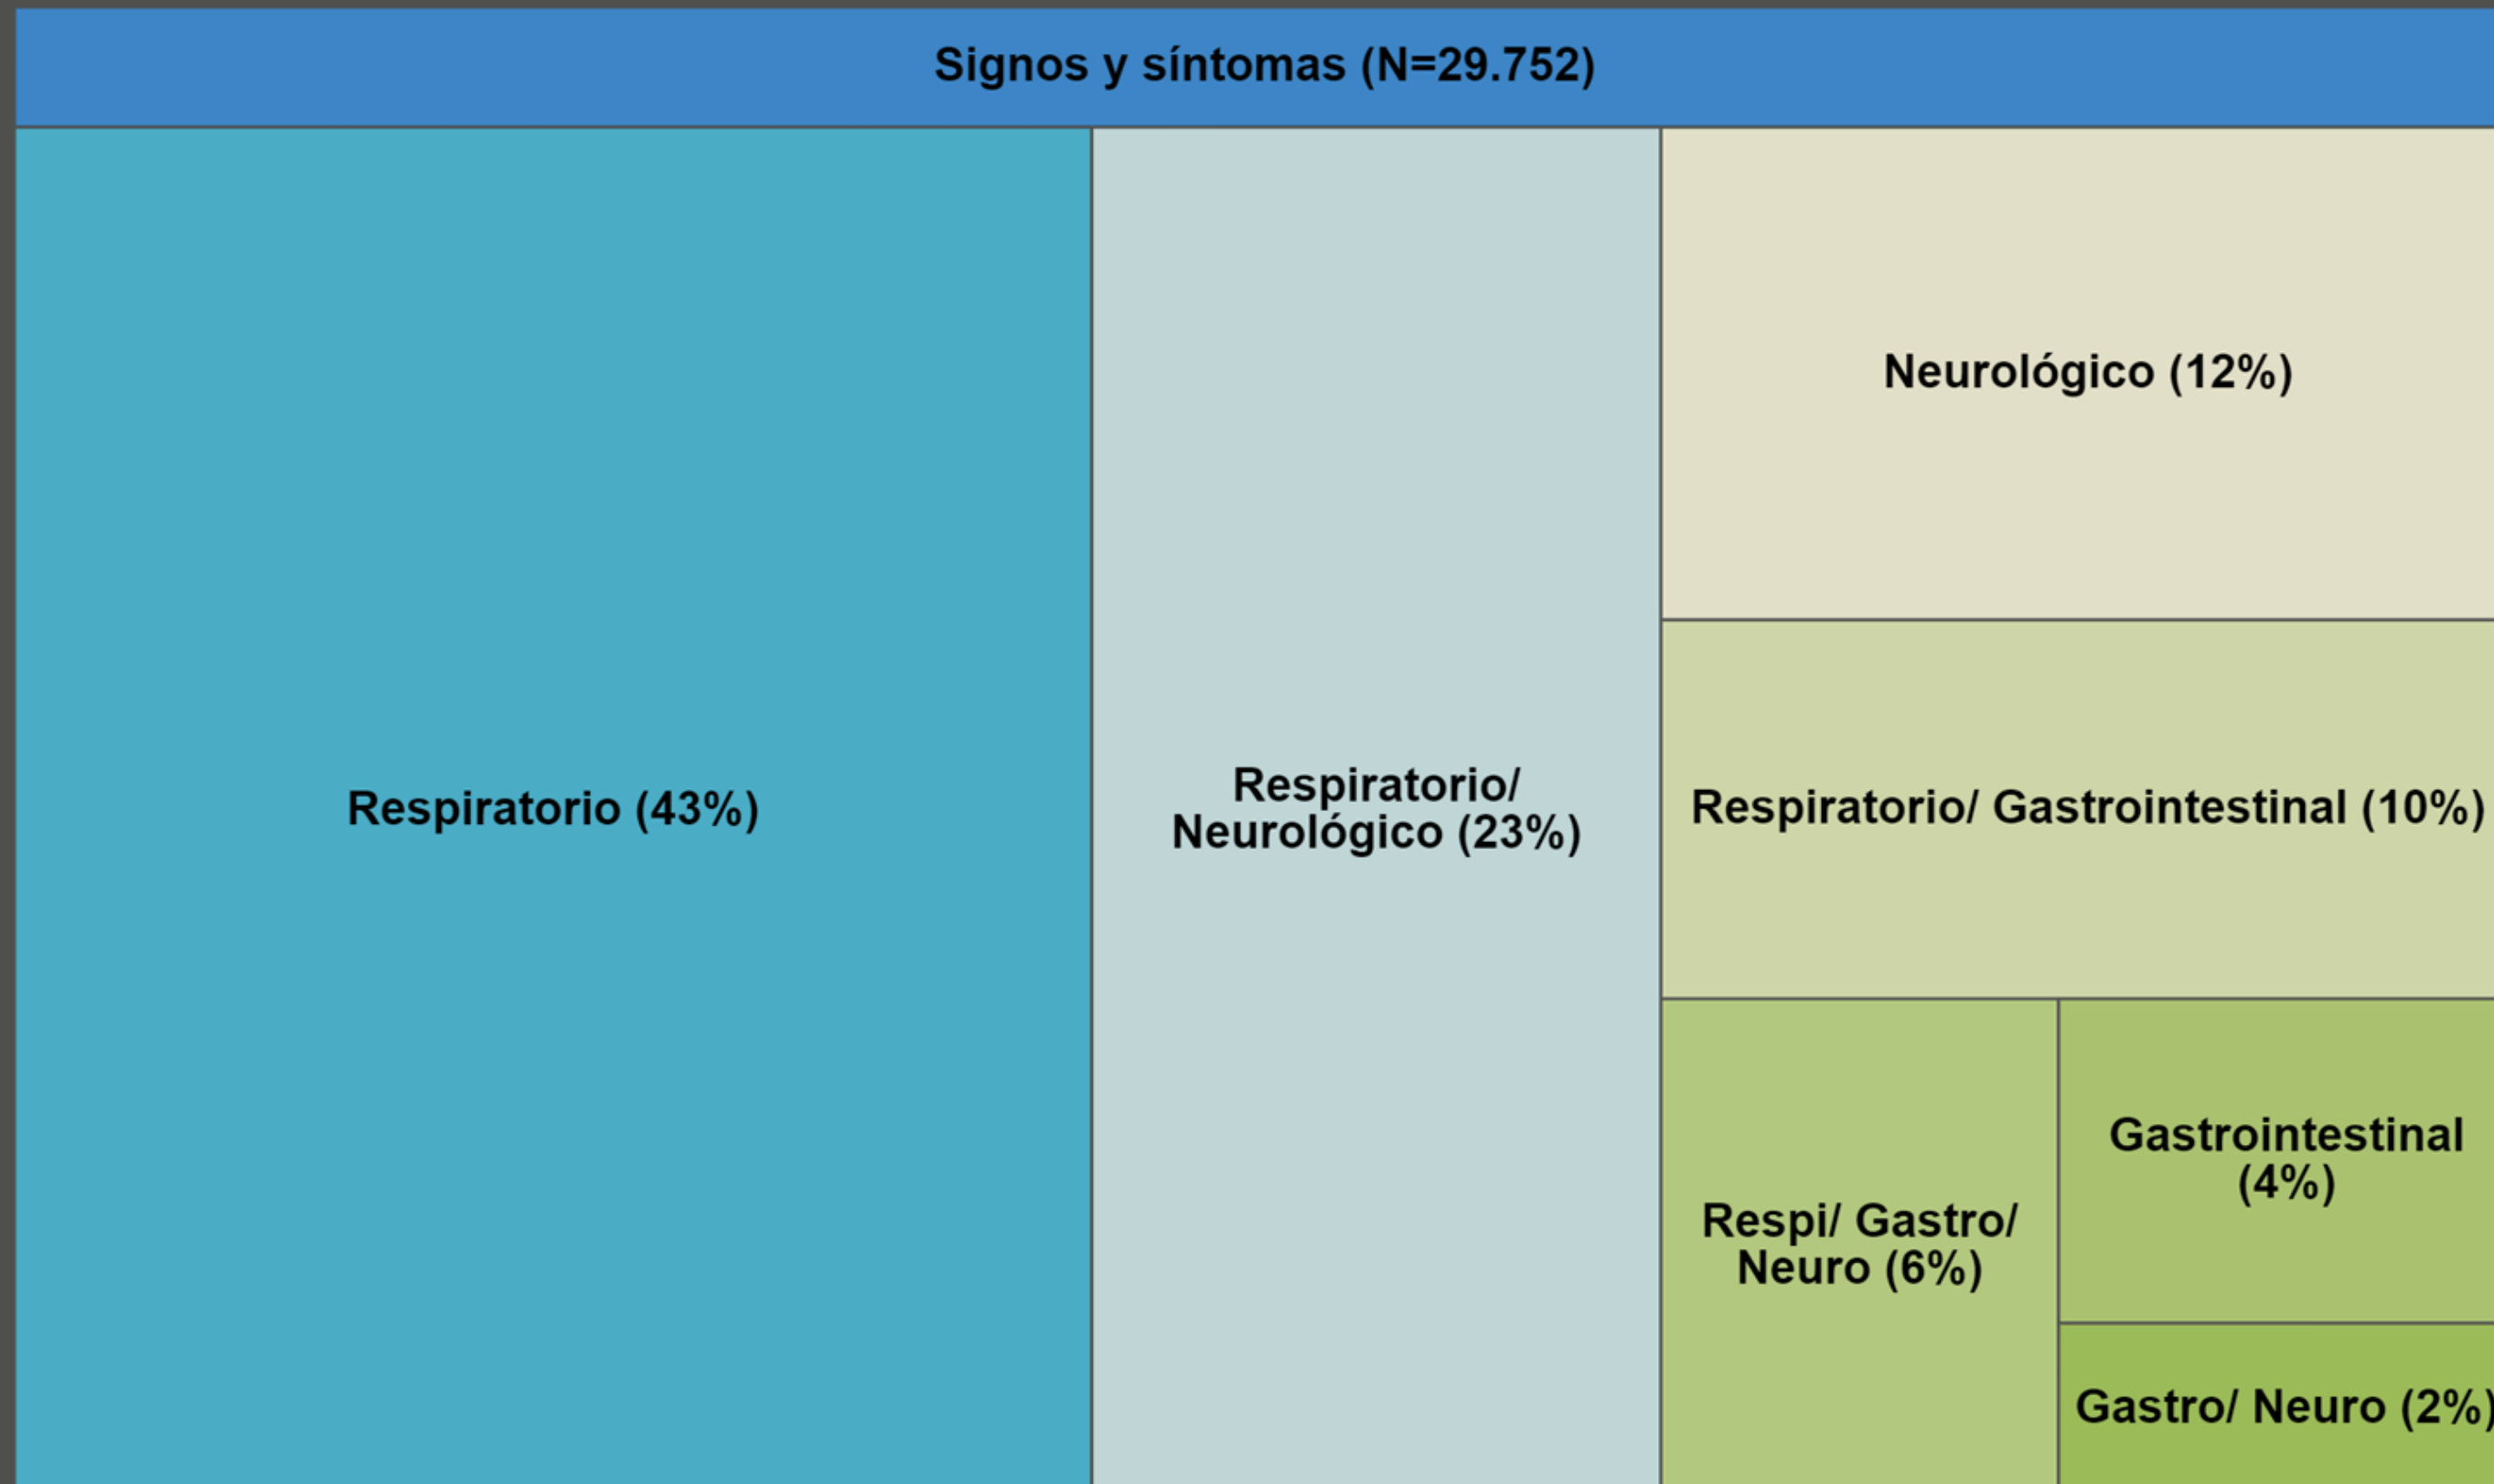 Signos y síntomas (N=29.752)
Respiratorio (43%)
Respiratorio/
Neurológico (23%)
Neurológico (12%)
Respiratorio/ Gastrointestinal (10%)
Respi/ Gastro/
Neuro (6%)
Gastrointestinal
(4%)
Gastro/ Neuro (2%)